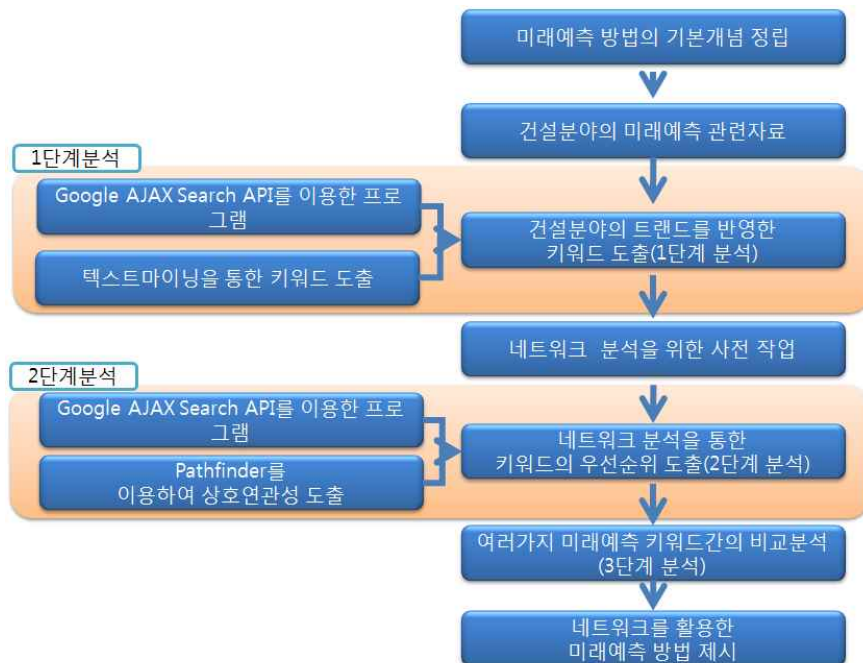 미래예측 방법의 기본개념 정립
건설분야의 미래예측 관련자료
1단계분석
Google AJAX Search API를 이용한 프로
그램
텍스트마이닝을 통한 키워드 도출
건설분야의 트랜드를 반영한
키워드 도출(1단계 분석)
네트워크 분석을 위한 사전 작업
2단계분석
Google AJAX Search API를 이용한 프로
그램
Pathfinder를
이용하여 상호연관성 도출
네트워크 분석을 통한
키워드의 우선순위 도출(2단계 분석)
여러가지 미래예측 키워드간의 비교분석
(3단계 분석)
네트워크를 활용한
미래예측 방법 제시